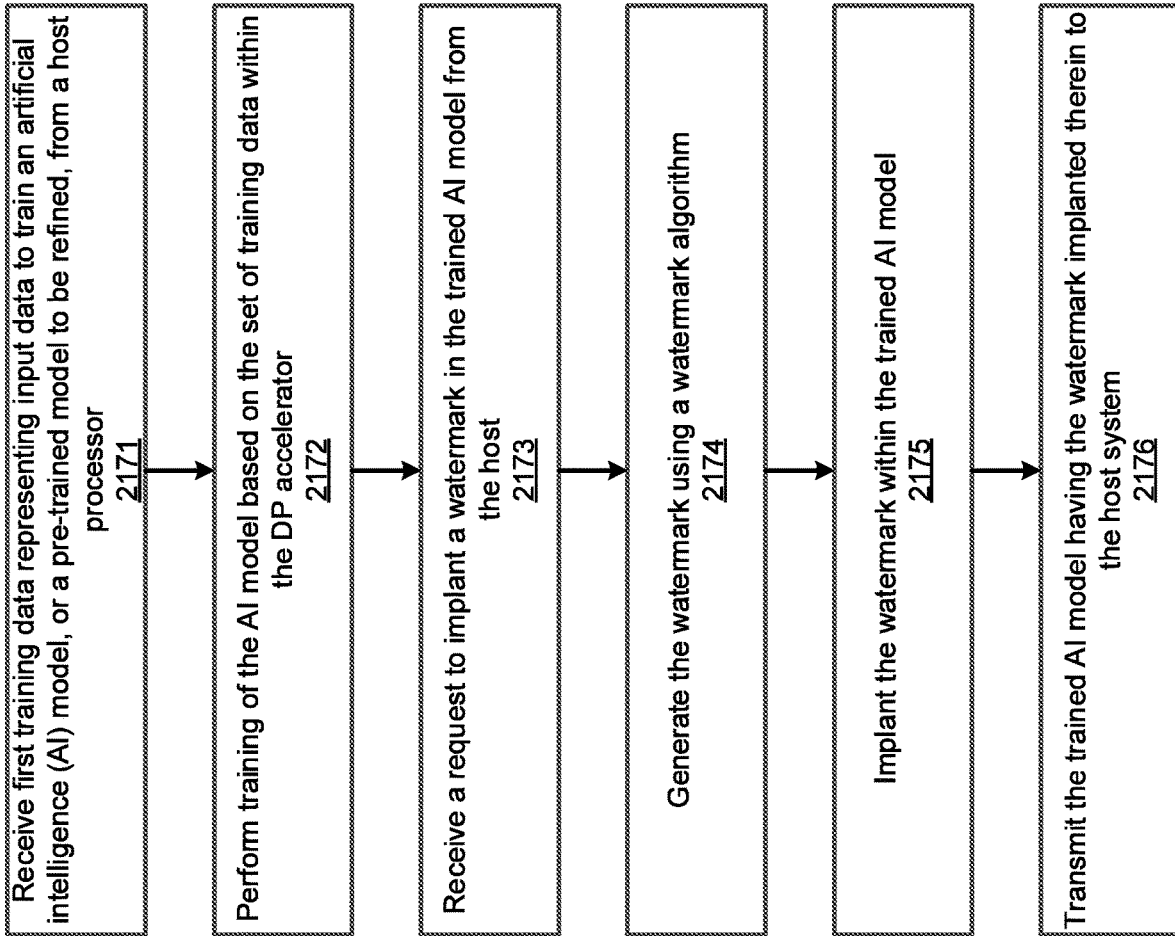 Receive first training data representing input data to train an artificial
intelligence (AI) model, or a pre-trained model to be refined, from a host
processor
2171
Perform training of the AI model based on the set of training data within
the DP accelerator
2172
Receive a request to implant a watermark in the trained AI model from
the host
2173
Generate the watermark using a watermark algorithm
2174
Implant the watermark within the trained AI model
2175
Transmit the trained AI model having the watermark implanted therein to
the host system
2176